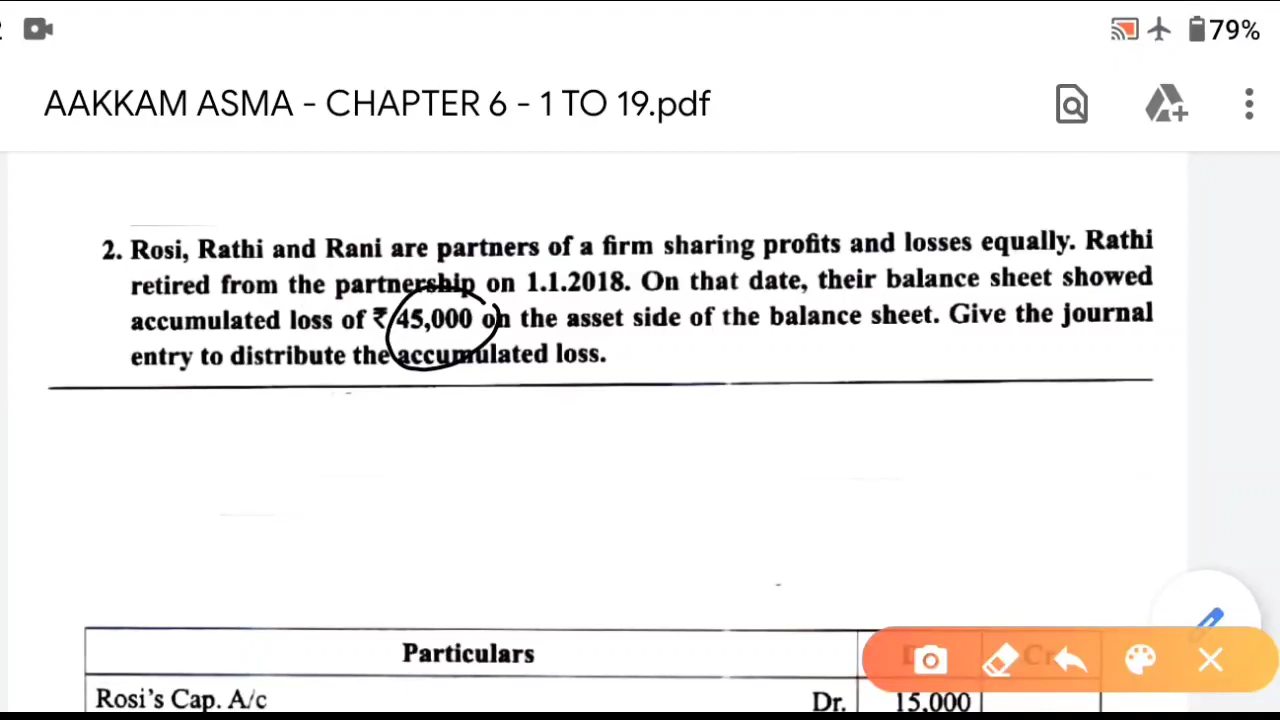 79%
AAKKAM ASMA - CHAPTER 6 - 1 TO 19.pdf
2. Rosi, Rathi and Rani are partners of a firm sharing profits and losses equally. Rathi
retired from the partnership on 1.1.2018. On that date, their balance sheet showed
accumulated loss of ₹ 45,000 on the asset side of the balance sheet. Give the journal
entry to distribute the accumulated loss.
Particulars
Rosi's Cap. A/c Dr. 15,000